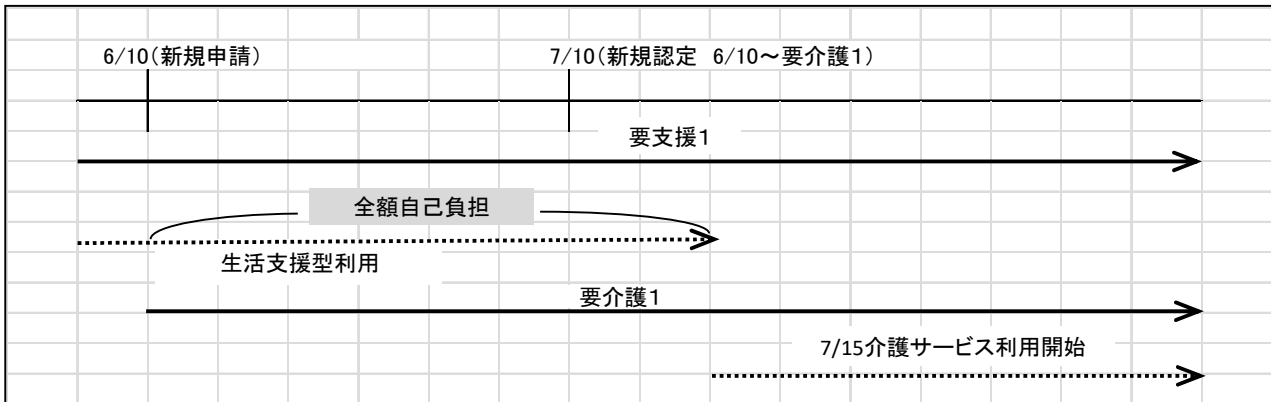 6/10(新規申請)
7/10(新規認定 6/10～要介護1)
要支援1
全額自己負担
生活支援型利用
要介護1
7/15介護サービス利用開始